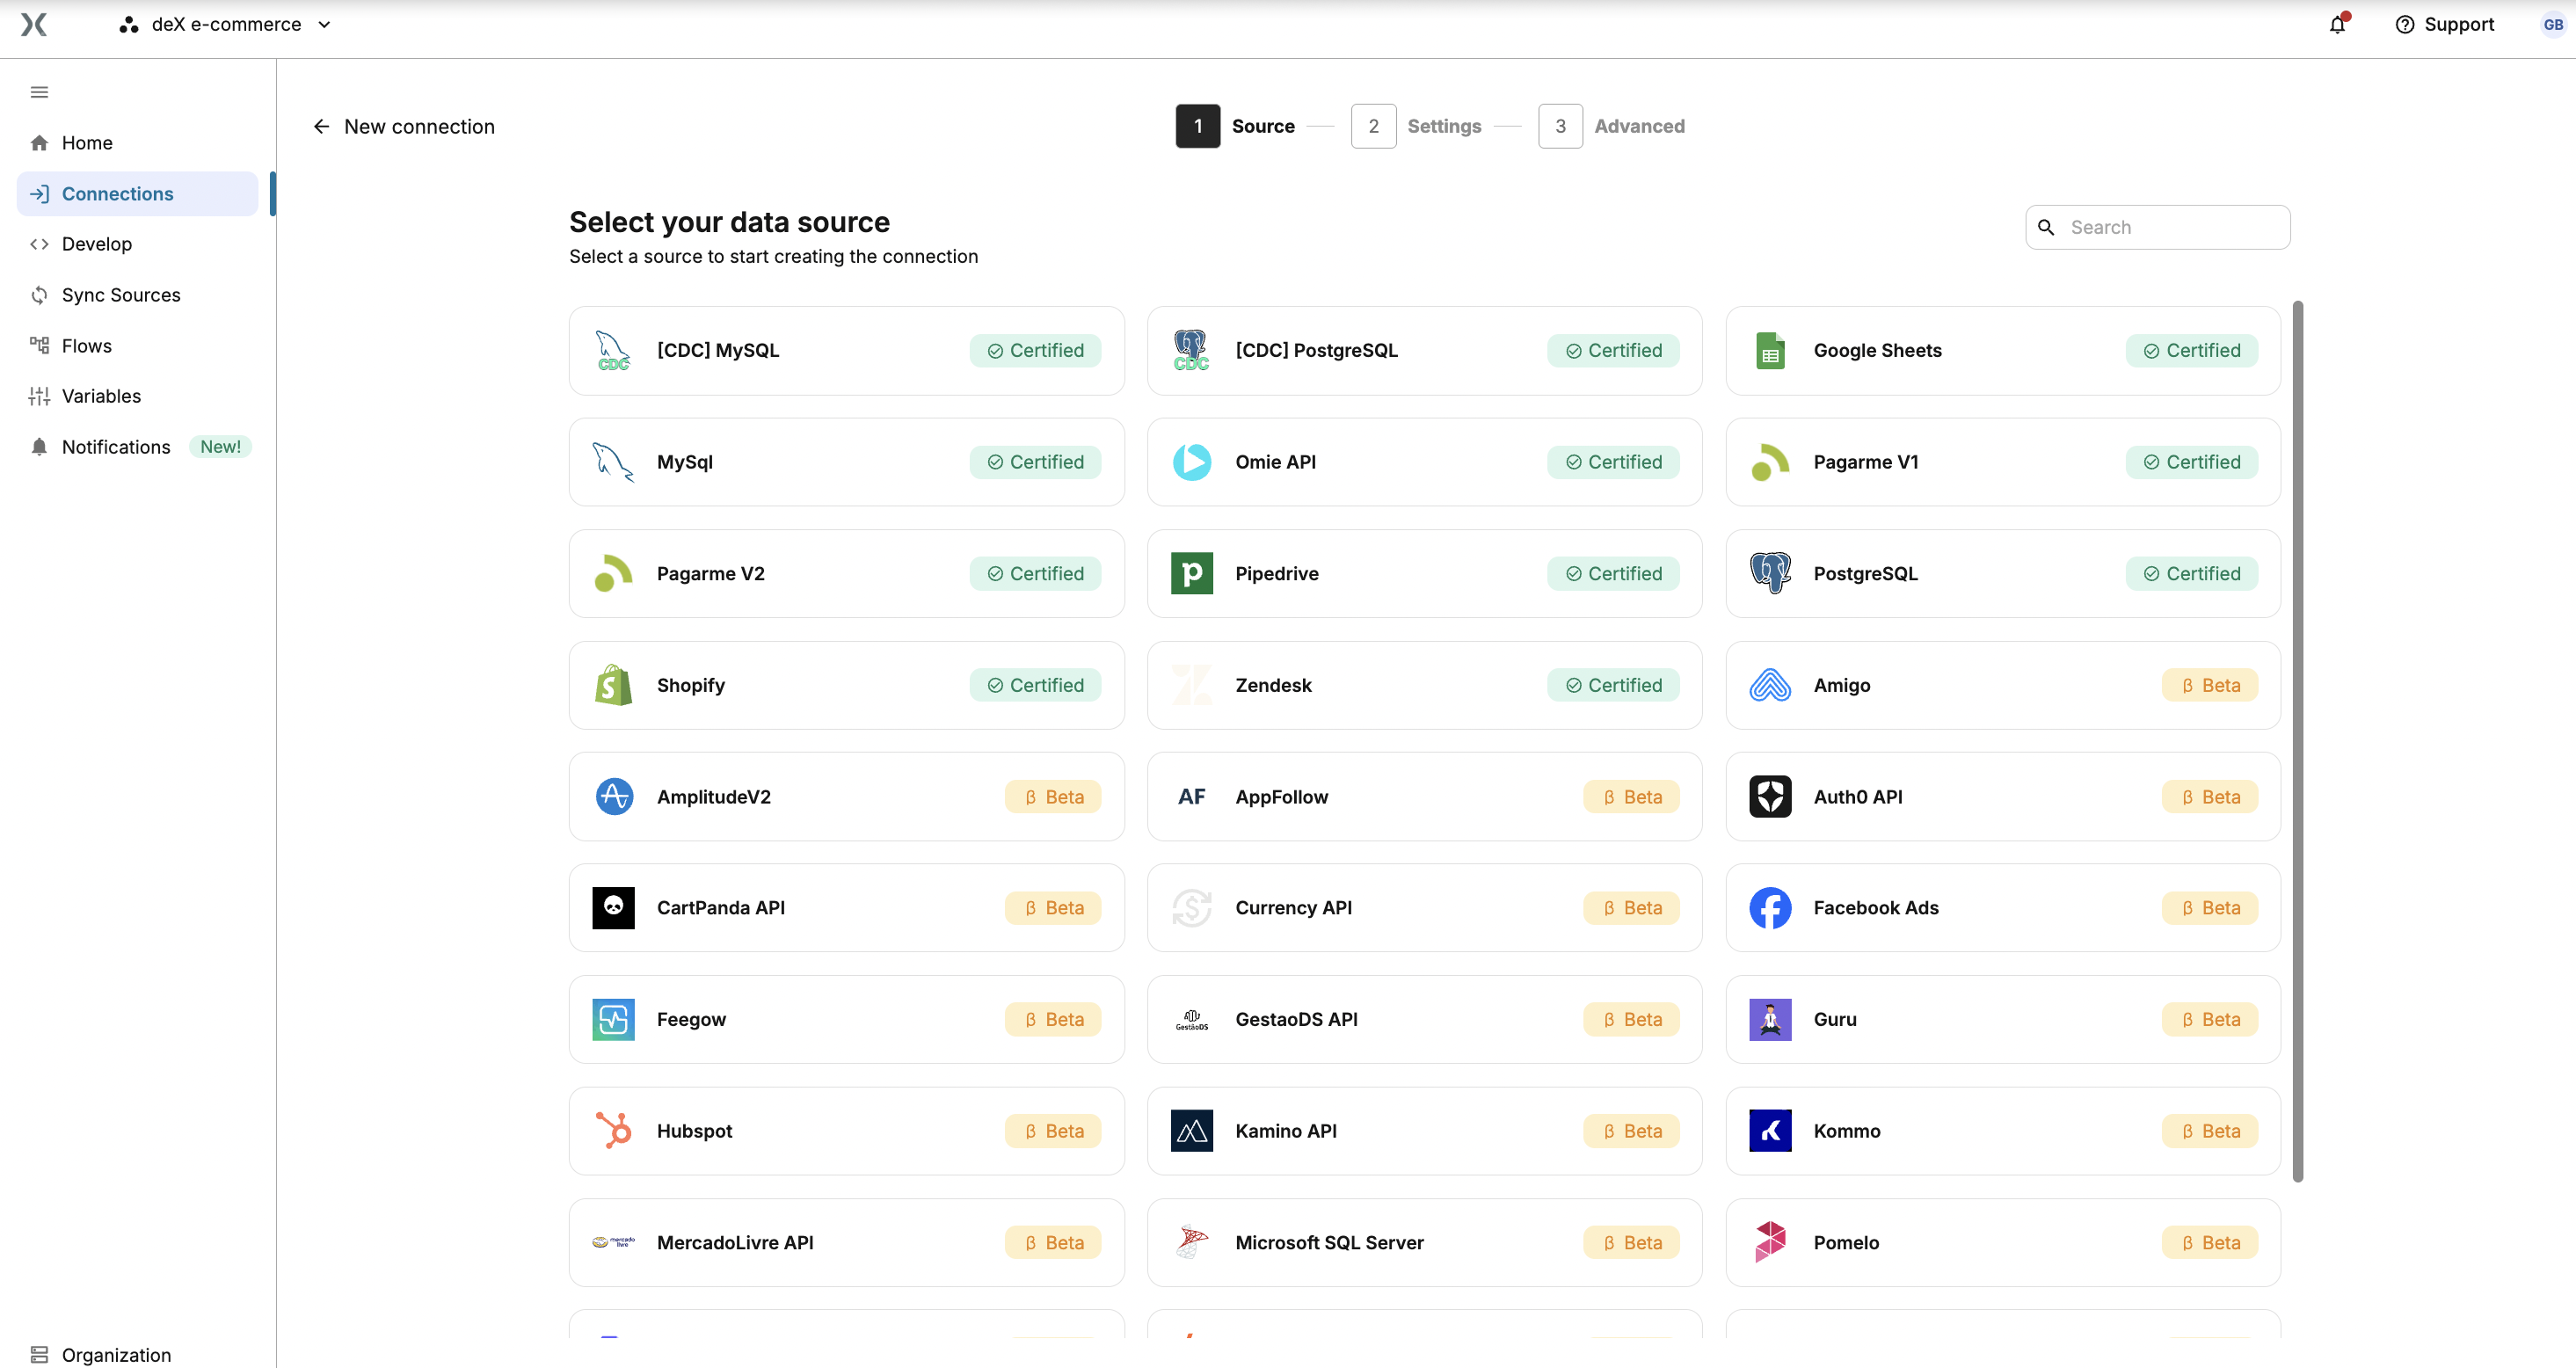 deX e-commerce
Support
GB
Home
Connections
Develop
Sync Sources
Flows
Variables
Notifications New!
Organization
New connection
1 Source 2 Settings 3 Advanced
Select your data source
Select a source to start creating the connection
Search
CDC [CDC] MySQL Certified
CDC [CDC] PostgreSQL Certified
Google Sheets Certified
MySql Certified
Omie API Certified
Pagarme V1 Certified
Pagarme V2 Certified
p Pipedrive Certified
PostgreSQL Certified
S Shopify Certified
Zendesk Certified
Amigo β Beta
AmplitudeV2 β Beta
AF AppFollow β Beta
Auth0 API β Beta
CartPanda API β Beta
$ Currency API β Beta
Facebook Ads β Beta
Feegow β Beta
GestãoDS GestaoDS API β Beta
Guru β Beta
Hubspot β Beta
Kamino API β Beta
Kommo β Beta
mercado livre MercadoLivre API β Beta
Microsoft SQL Server β Beta
Pomelo β Beta